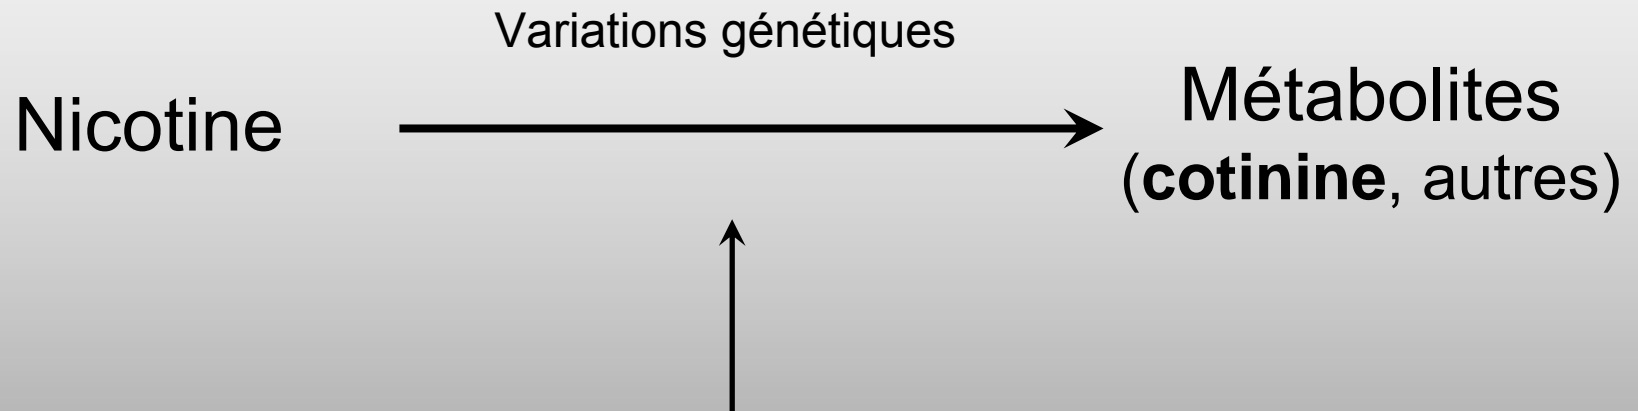 Variations génétiques
Nicotine
Métabolites
(cotinine, autres)